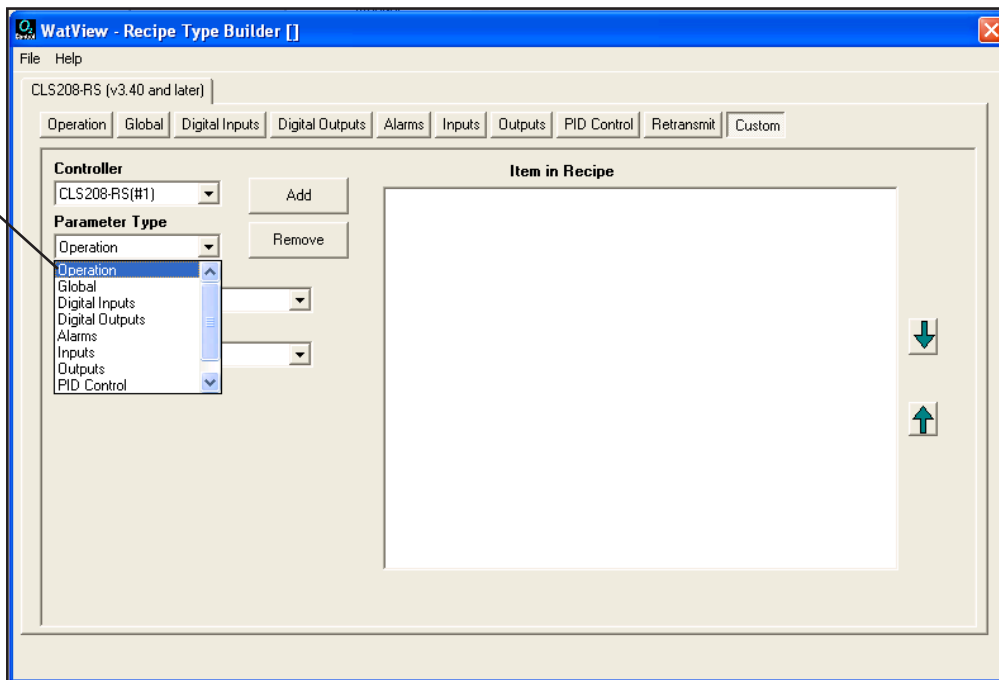 WatView - Recipe Type Builder []
File Help
CLS208-RS (v3.40 and later)
Operation Global Digital Inputs Digital Outputs Alarms Inputs Outputs PID Control Retransmit Custom
Controller
CLS208-RS(#1)
Add
Parameter Type
Operation
Remove
Operation
Global
Digital Inputs
Digital Outputs
Alarms
Inputs
Outputs
PID Control
Item in Recipe